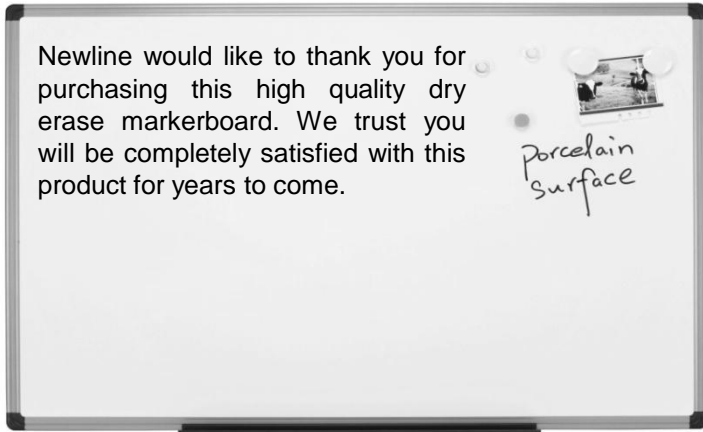 Newline would like to thank you for
purchasing this high quality dry
erase markerboard. We trust you
will be completely satisfied with this
product for years to come.
Porcelain
Surface